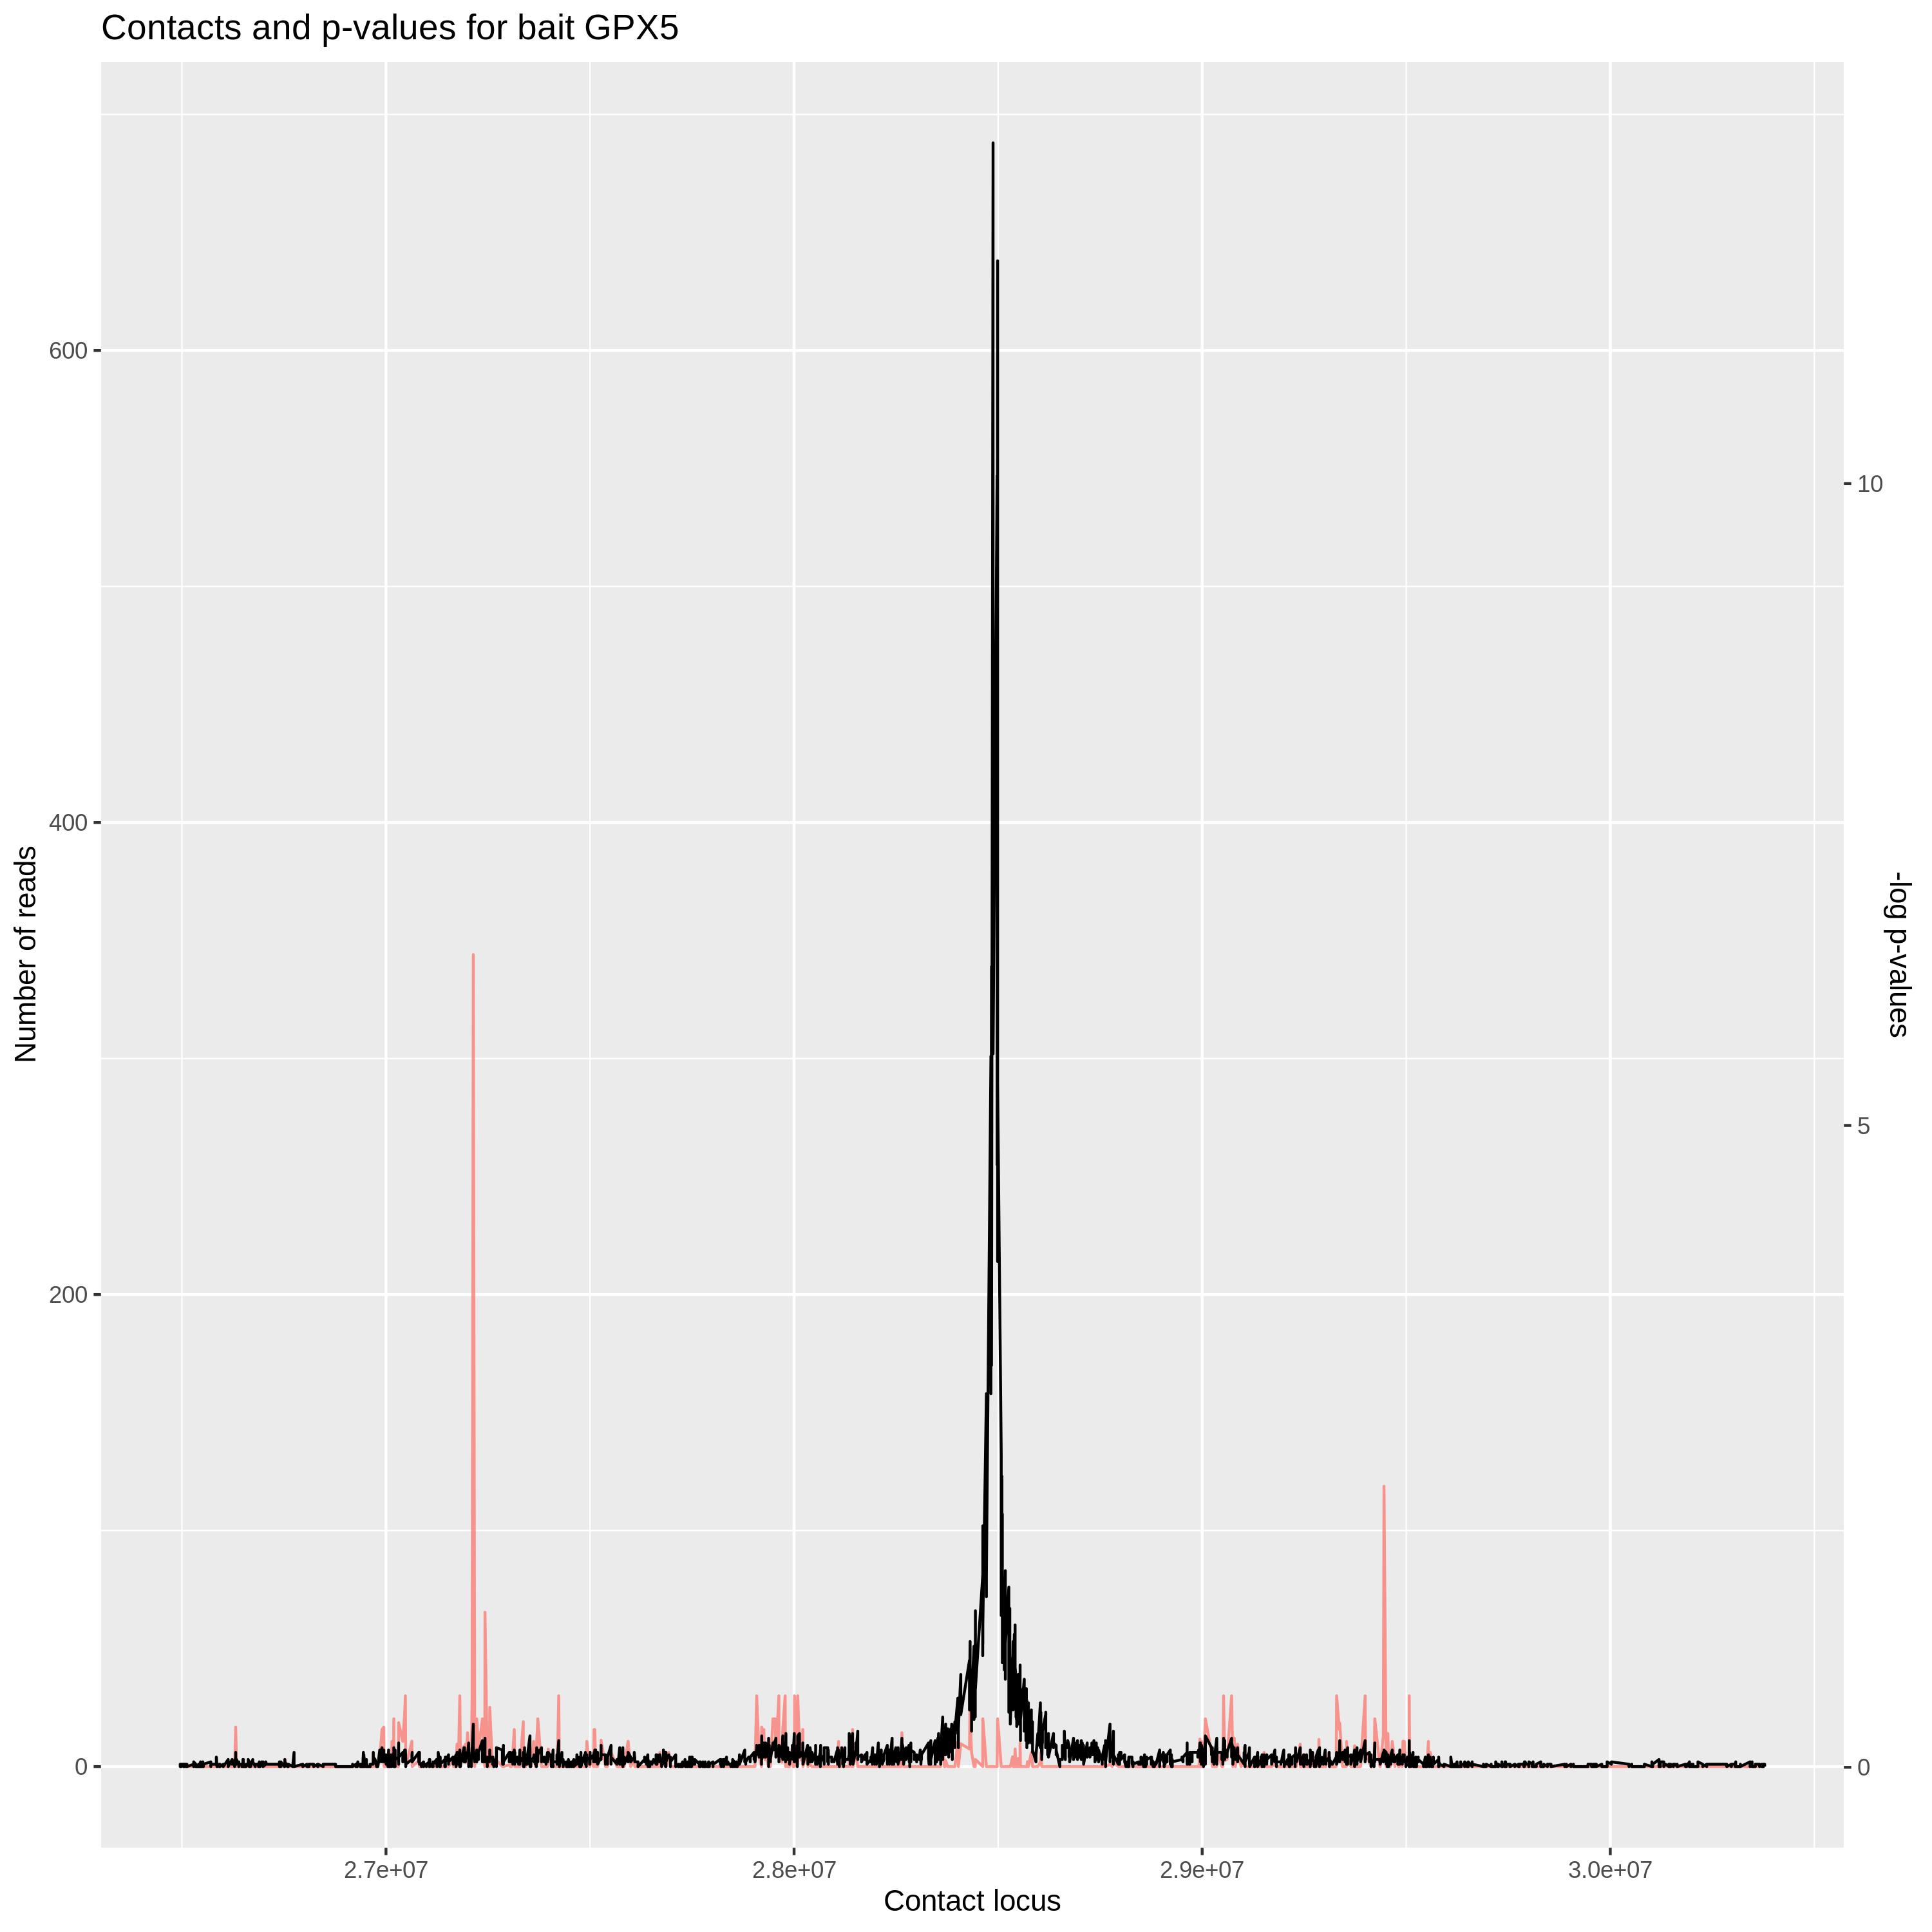 Contacts and p-values for bait GPX5
Number of reads
600
400
200
0
10
5
0
-log p-values
2.7e+07
2.8e+07
2.9e+07
3.0e+07
Contact locus